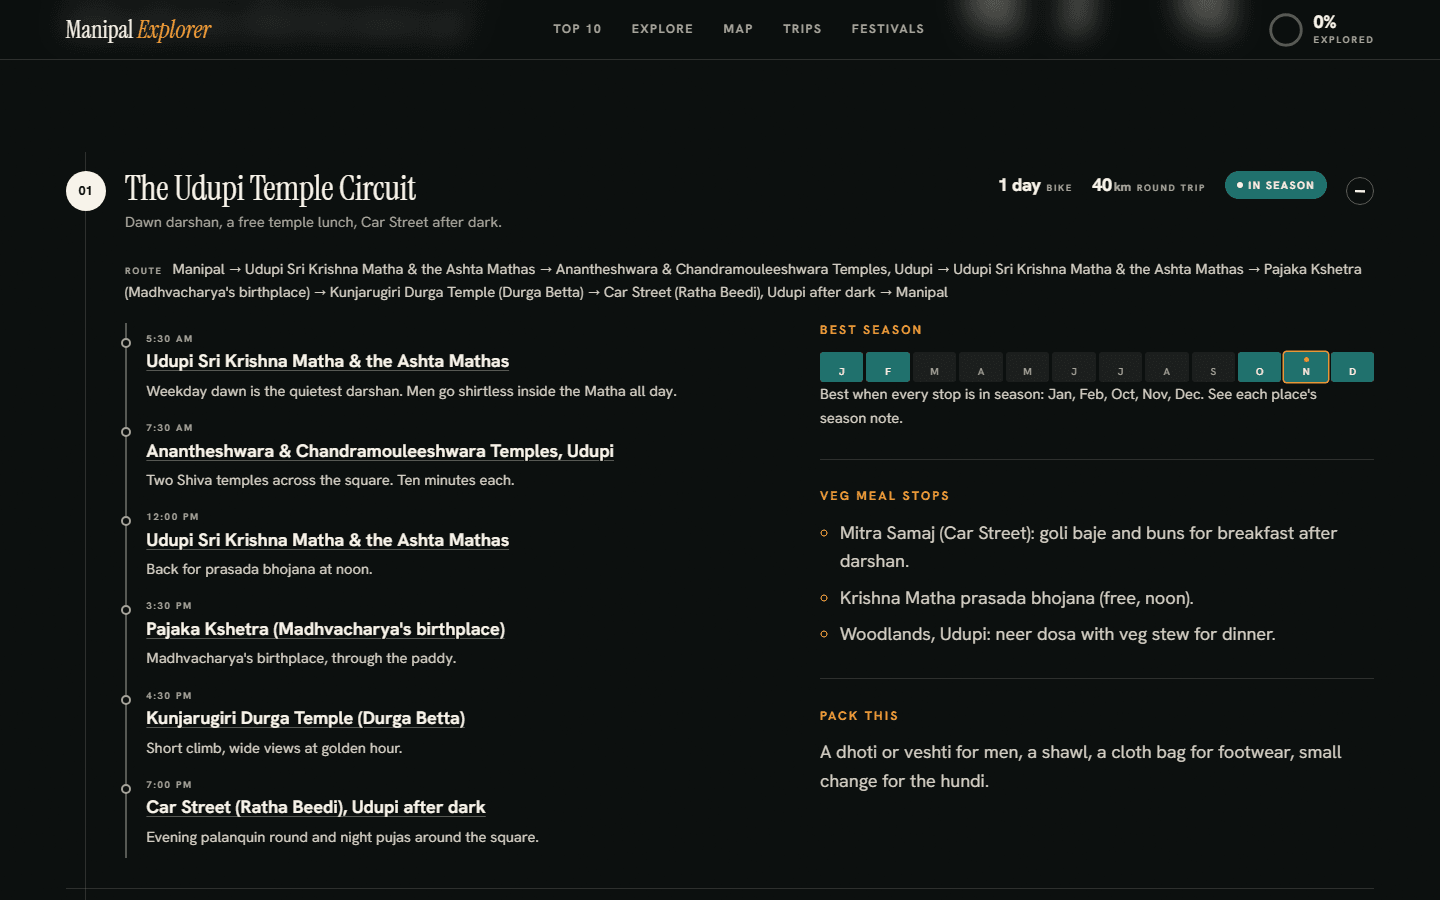 Manipal Explorer
TOP 10 EXPLORE MAP TRIPS FESTIVALS
0%
EXPLORED
01
The Udupi Temple Circuit
1 day BIKE 40km ROUND TRIP IN SEASON
Dawn darshan, a free temple lunch, Car Street after dark.
ROUTE Manipal → Udupi Sri Krishna Matha & the Ashta Mathas → Anantheshwara & Chandramouleeshwara Temples, Udupi → Udupi Sri Krishna Matha & the Ashta Mathas → Pajaka Kshetra
(Madhvacharya's birthplace) → Kunjarugiri Durga Temple (Durga Betta) → Car Street (Ratha Beedi), Udupi after dark → Manipal
5:30 AM
Udupi Sri Krishna Matha & the Ashta Mathas
Weekday dawn is the quietest darshan. Men go shirtless inside the Matha all day.
7:30 AM
Anantheshwara & Chandramouleeshwara Temples, Udupi
Two Shiva temples across the square. Ten minutes each.
12:00 PM
Udupi Sri Krishna Matha & the Ashta Mathas
Back for prasada bhojana at noon.
3:30 PM
Pajaka Kshetra (Madhvacharya's birthplace)
Madhvacharya's birthplace, through the paddy.
4:30 PM
Kunjarugiri Durga Temple (Durga Betta)
Short climb, wide views at golden hour.
7:00 PM
Car Street (Ratha Beedi), Udupi after dark
Evening palanquin round and night pujas around the square.
BEST SEASON
J F M A M J J A S O N D
Best when every stop is in season: Jan, Feb, Oct, Nov, Dec. See each place's
season note.
VEG MEAL STOPS
Mitra Samaj (Car Street): goli baje and buns for breakfast after
darshan.
Krishna Matha prasada bhojana (free, noon).
Woodlands, Udupi: neer dosa with veg stew for dinner.
PACK THIS
A dhoti or veshti for men, a shawl, a cloth bag for footwear, small
change for the hundi.